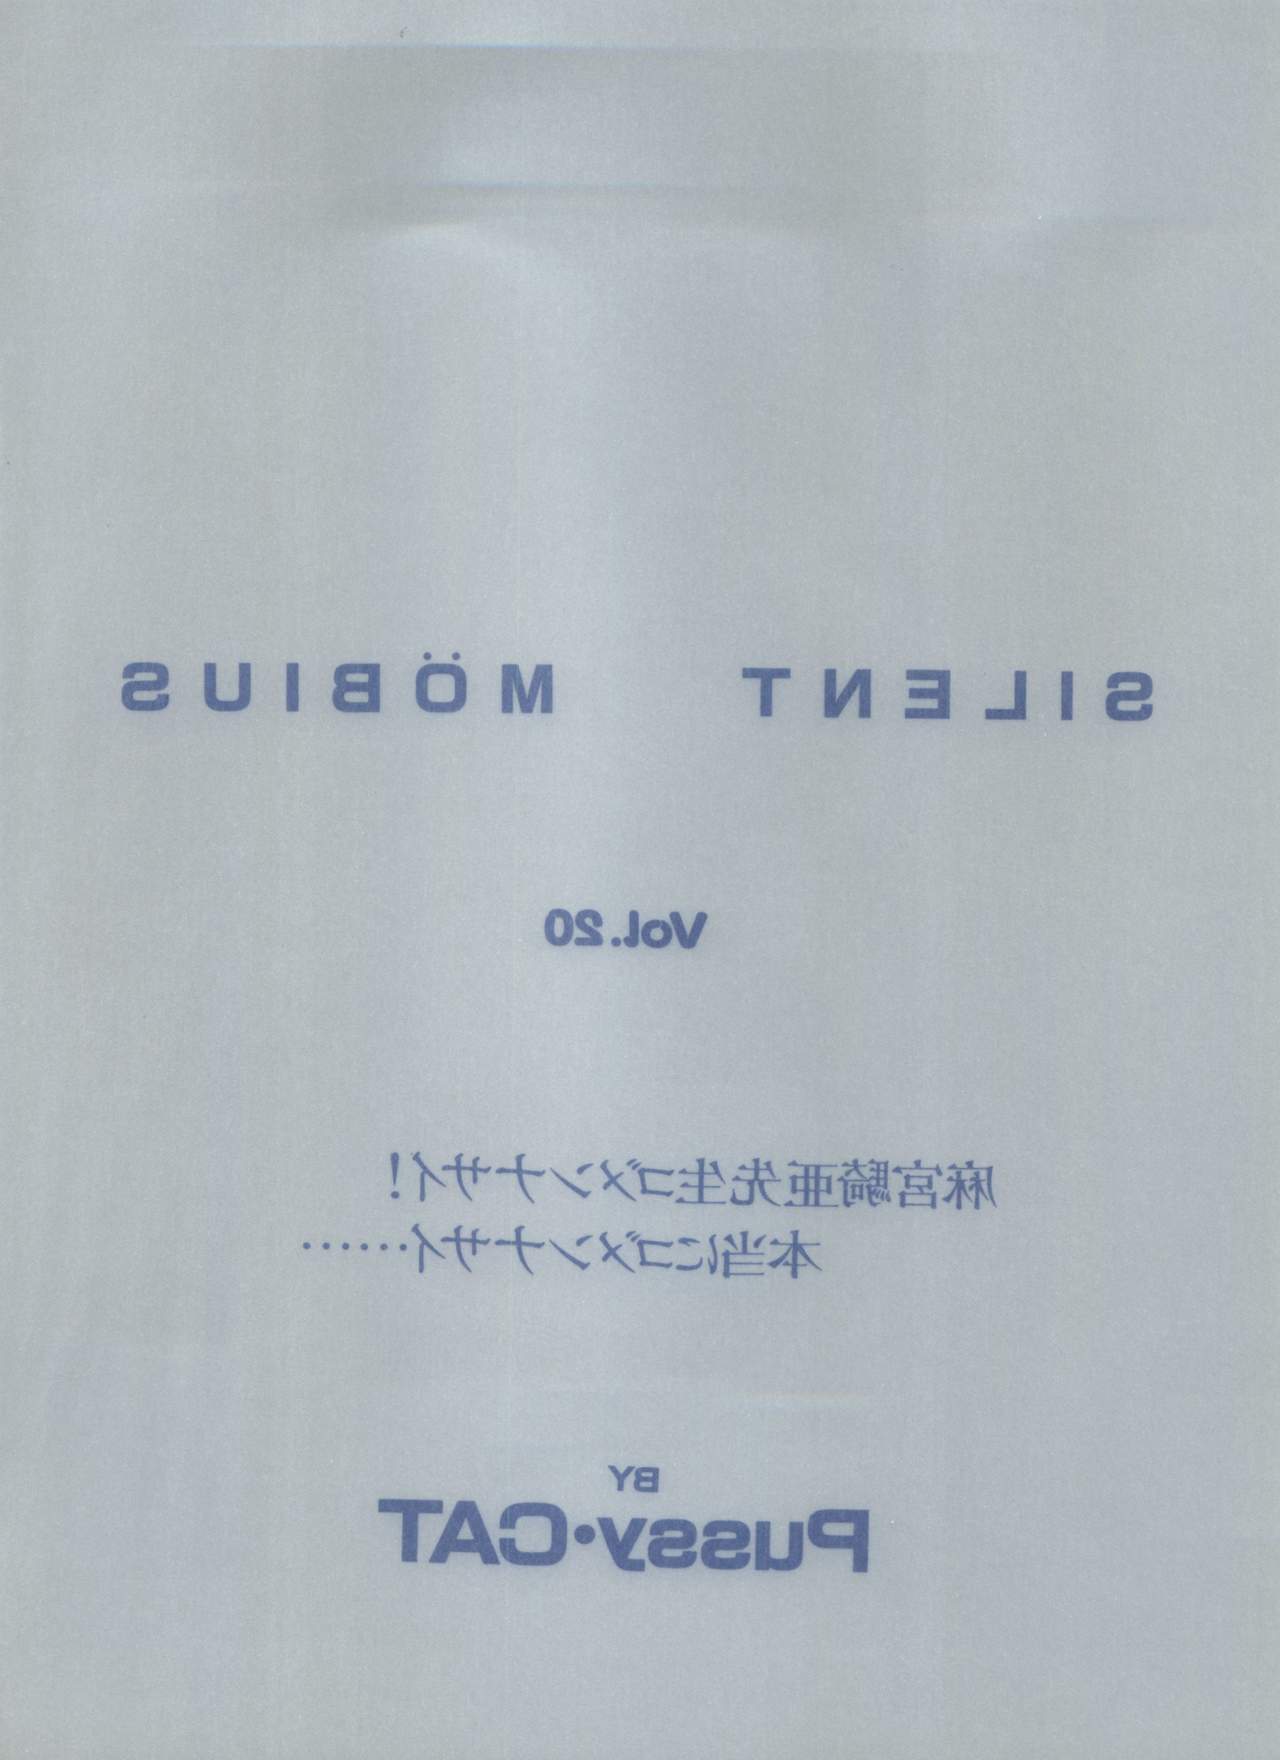 SILENT MÖBIUS
Vol.20
麻宮騎亜先生ゴメンナサイ!
本当にゴメンナサイ……
BY
Pussy・CAT